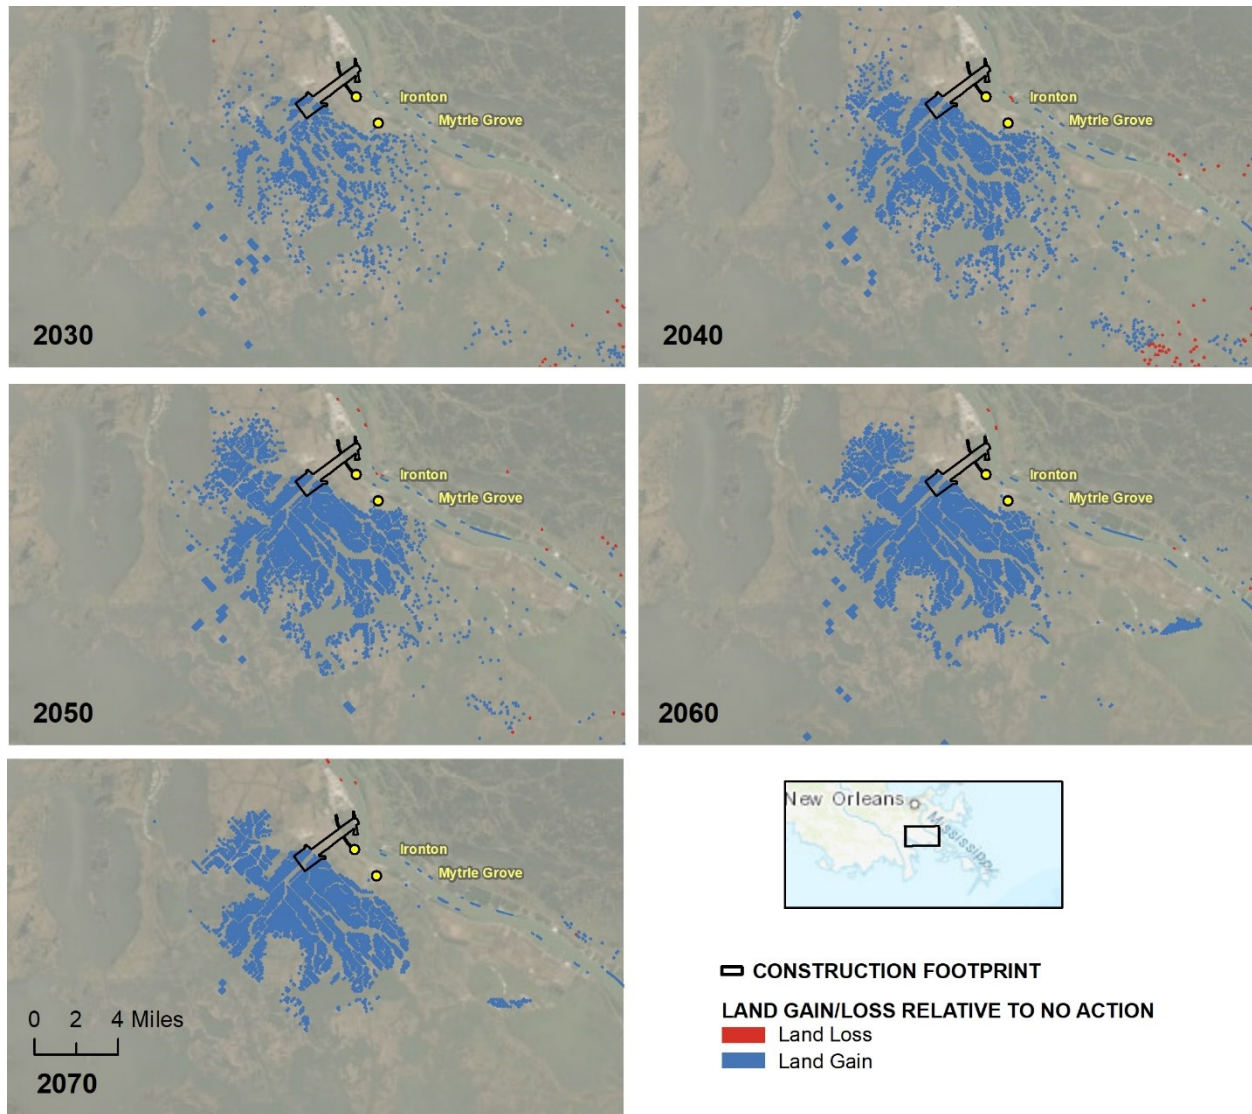 Ironton
Mytrle Grove
2030
Ironton
Mytrle Grove
2040
Ironton
Mytrle Grove
2050
Ironton
Mytrle Grove
2060
Ironton
Mytrle Grove
0 2 4 Miles
2070
New Orleans
Mississippi
CONSTRUCTION FOOTPRINT
LAND GAIN/LOSS RELATIVE TO NO ACTION
Land Loss
Land Gain